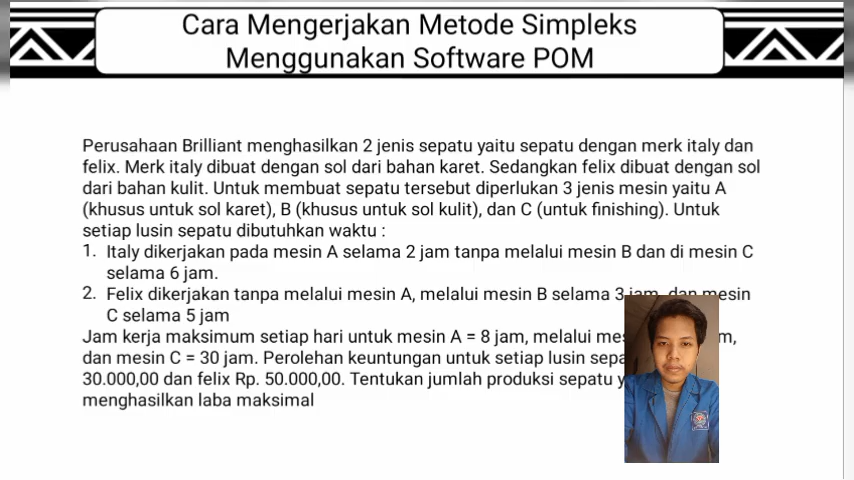 Cara Mengerjakan Metode Simpleks
Menggunakan Software POM
Perusahaan Brilliant menghasilkan 2 jenis sepatu yaitu sepatu dengan merk italy dan
felix. Merk italy dibuat dengan sol dari bahan karet. Sedangkan felix dibuat dengan sol
dari bahan kulit. Untuk membuat sepatu tersebut diperlukan 3 jenis mesin yaitu A
(khusus untuk sol karet), B (khusus untuk sol kulit), dan C (untuk finishing). Untuk
setiap lusin sepatu dibutuhkan waktu :
1. Italy dikerjakan pada mesin A selama 2 jam tanpa melalui mesin B dan di mesin C
selama 6 jam.
2. Felix dikerjakan tanpa melalui mesin A, melalui mesin B selama 3 jam, dan mesin
C selama 5 jam
Jam kerja maksimum setiap hari untuk mesin A = 8 jam, melalui
dan mesin C = 30 jam. Perolehan keuntungan untuk setiap lusin
30.000,00 dan felix Rp. 50.000,00. Tentukan jumlah produksi sepatu
menghasilkan laba maksimal